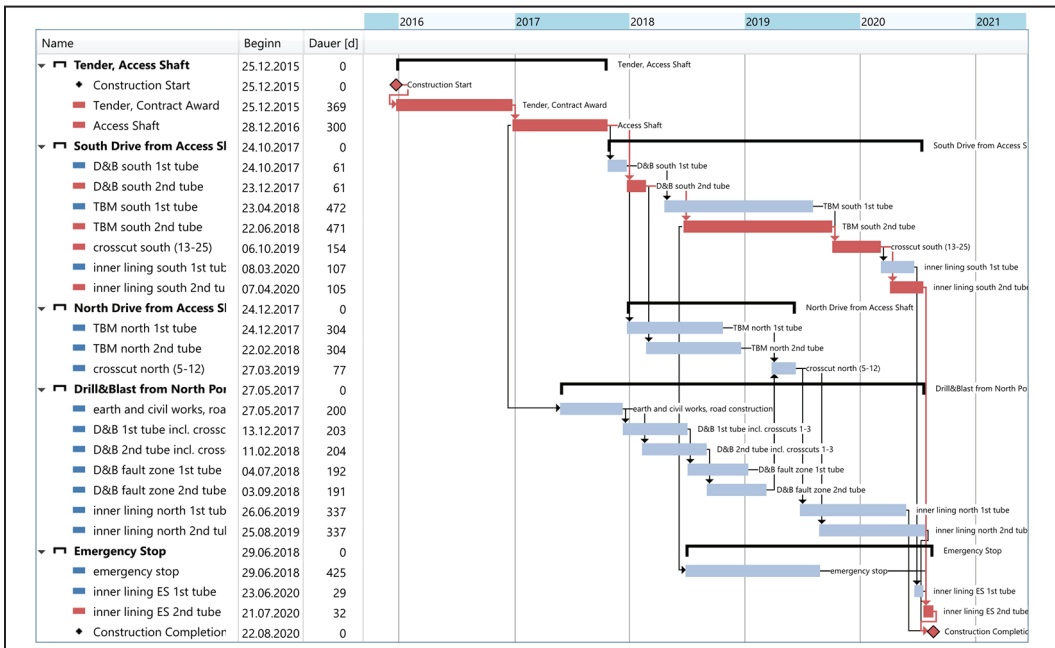 2016 2017 2018 2019 2020 2021
Name Beginn Dauer [d]
Tender, Access Shaft 25.12.2015 0 Tender, Access Shaft
Construction Start 25.12.2015 0 Construction Start
Tender, Contract Award 25.12.2015 369 Tender, Contract Award
Access Shaft 28.12.2016 300 Access Shaft
South Drive from Access Sl 24.10.2017 0 South Drive from Access S
D&B south 1st tube 24.10.2017 61 D&B south 1st tube
D&B south 2nd tube 23.12.2017 61 D&B south 2nd tube
TBM south 1st tube 23.04.2018 472 TBM south 1st tube
TBM south 2nd tube 22.06.2018 471 TBM south 2nd tube
crosscut south (13-25) 06.10.2019 154 crosscut south (13-25)
inner lining south 1st tub 08.03.2020 107 inner lining south 1st tube
inner lining south 2nd tu 07.04.2020 105 inner lining south 2nd tube
North Drive from Access Sl 24.12.2017 0 North Drive from Access Shaft
TBM north 1st tube 24.12.2017 304 TBM north 1st tube
TBM north 2nd tube 22.02.2018 304 TBM north 2nd tube
crosscut north (5-12) 27.03.2019 77 crosscut north (5-12)
Drill&Blast from North Por 27.05.2017 0 Drill&Blast from North Po
earth and civil works, roa 27.05.2017 200 earth and civil works, road construction
D&B 1st tube incl. crossc 13.12.2017 203 D&B 1st tube incl. crosscuts 1-3
D&B 2nd tube incl. cross 11.02.2018 204 D&B 2nd tube incl. crosscuts 1-3
D&B fault zone 1st tube 04.07.2018 192 D&B fault zone 1st tube
D&B fault zone 2nd tube 03.09.2018 191 D&B fault zone 2nd tube
inner lining north 1st tub 26.06.2019 337 inner lining north 1st tube
inner lining north 2nd tul 25.08.2019 337 inner lining north 2nd tub
Emergency Stop 29.06.2018 0 Emergency Stop
emergency stop 29.06.2018 425 emergency stop
inner lining ES 1st tube 23.06.2020 29 inner lining ES 1st tube
inner lining ES 2nd tube 21.07.2020 32 inner lining ES 2nd tube
Construction Completion 22.08.2020 0 Construction Completic